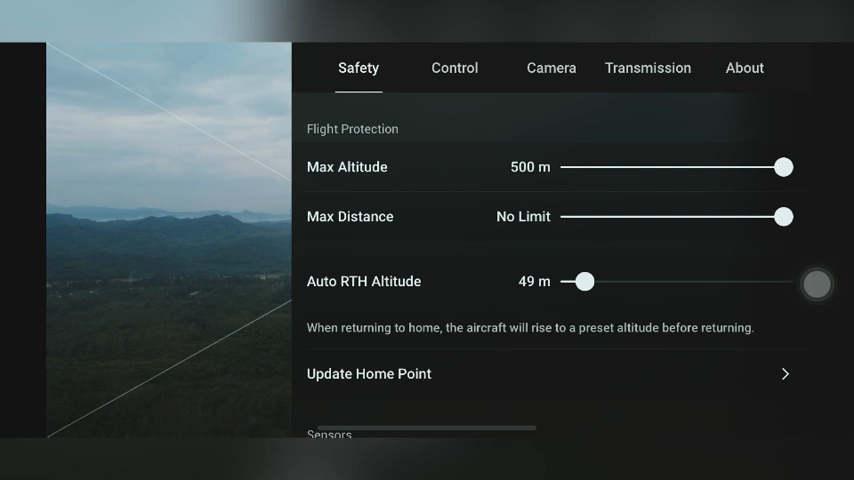 Safety Control Camera Transmission About
Flight Protection
Max Altitude 500 m
Max Distance No Limit
Auto RTH Altitude 49 m
When returning to home, the aircraft will rise to a preset altitude before returning.
Update Home Point
Sensors